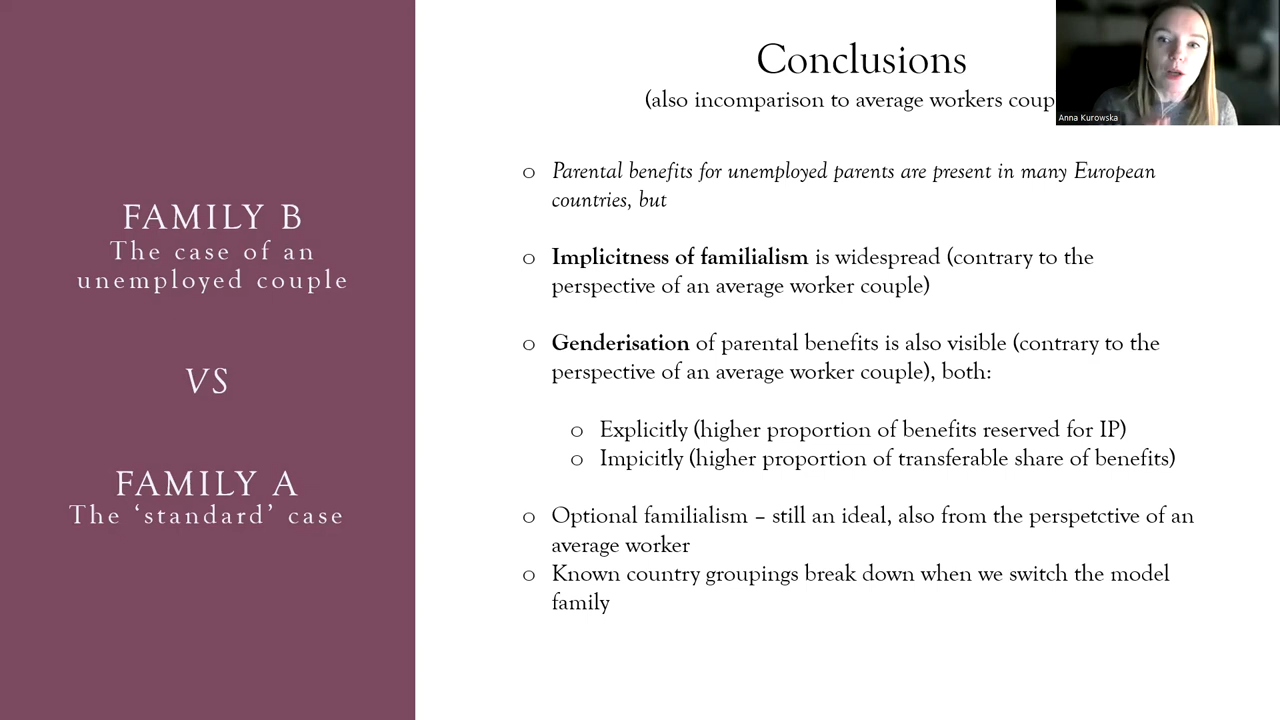 Conclusions
(also incomparison to average workers coup
Anna Kurowska
FAMILY B
The case of an
unemployed couple
VS
FAMILY A
The ‘standard’ case
o Parental benefits for unemployed parents are present in many European
countries, but
o Implicitness of familialism is widespread (contrary to the
perspective of an average worker couple)
o Genderisation of parental benefits is also visible (contrary to the
perspective of an average worker couple), both:
o Explicitly (higher proportion of benefits reserved for IP)
o Impicitly (higher proportion of transferable share of benefits)
o Optional familialism – still an ideal, also from the perspetctive of an
average worker
o Known country groupings break down when we switch the model
family